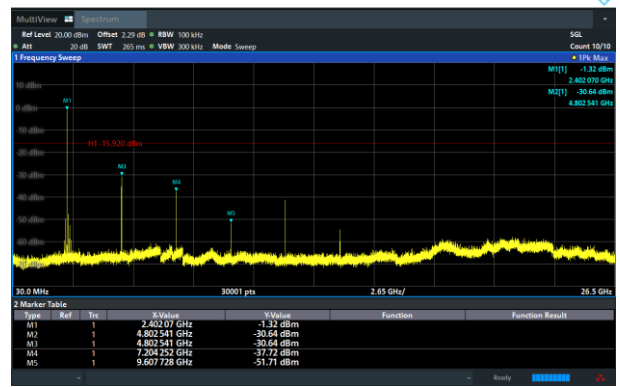 MultiView Spectrum
Ref Level 20.00 dBm Offset 2.29 dB RBW 100 kHz SGL
Att 20 dB SWT 265 ms VBW 300 kHz Mode Sweep Count 10/10
1 Frequency Sweep 1Pk Max
M1[1] -1.32 dBm
2.402 070 GHz
M2[1] -30.64 dBm
4.802 541 GHz
10 dBm
M1
0 dBm
-10 dBm
H1 -15.920 dBm
-20 dBm
M3
-30 dBm
M4
-40 dBm
-50 dBm
M5
-60 dBm
30.0 MHz 30001 pts 2.65 GHz/ 26.5 GHz
2 Marker Table
Type Ref Trc X-Value Y-Value Function Function Result
M1 1 2.402 07 GHz -1.32 dBm
M2 1 4.802 541 GHz -30.64 dBm
M3 1 4.802 541 GHz -30.64 dBm
M4 1 7.204 252 GHz -37.72 dBm
M5 1 9.607 728 GHz -51.71 dBm
Ready